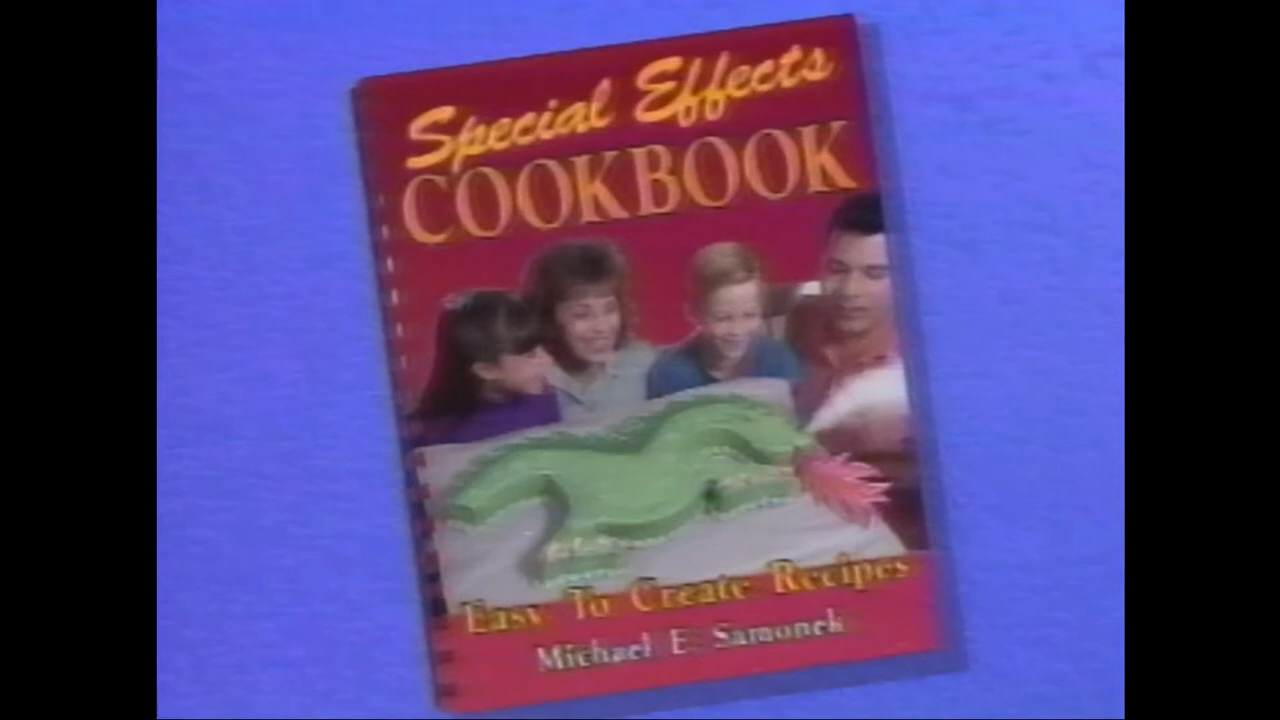 Special Effects
COOKBOOK
Easy To Create Recipes
Michael E. Samonek